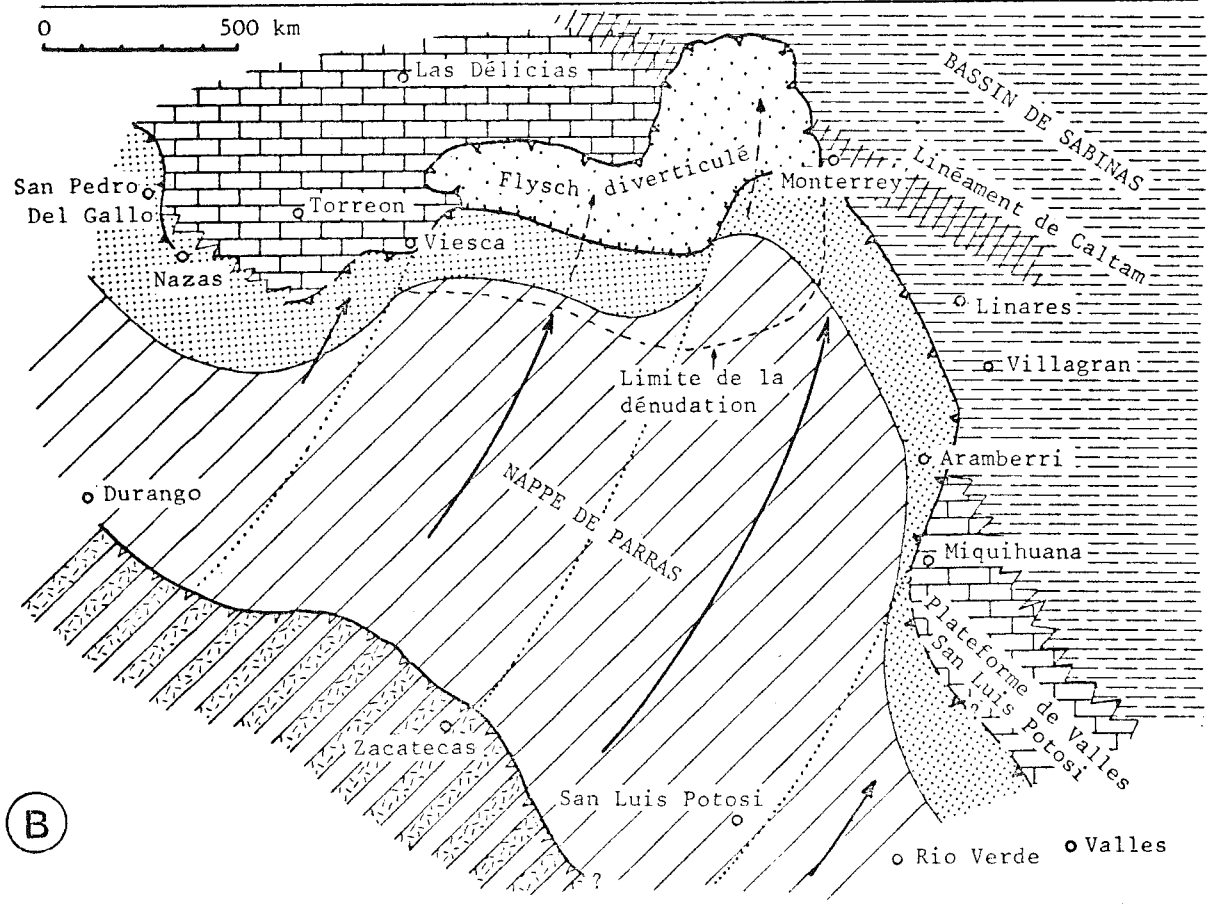 0 500 km
Las Délicias
BASSIN DE SABINAS
San Pedro
Del Gallo
Torreon
Flysch diverticulé
Monterrey
Linéament de Caltam
Viesca
Nazas
Linares
Villagran
Limite de la
dénudation
Aramberri
Durango
NAPPE DE PARRAS
Miquihuana
Plateforme de Valles
San Luis Potosi
Zacatecas
San Luis Potosi
B
?
Rio Verde
Valles